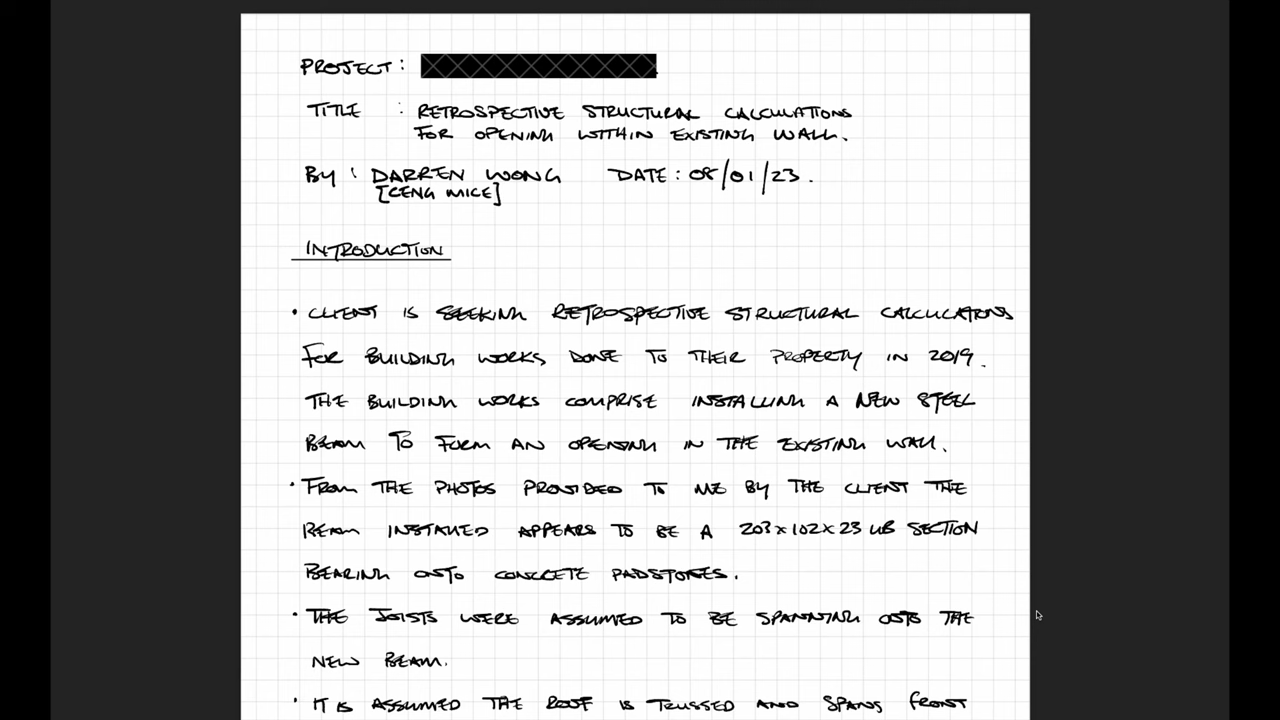 PROJECT :
TITLE : RETROSPECTIVE STRUCTURAL CALCULATIONS
FOR OPENING WITHIN EXISTING WALL.
BY : DARREN WONG DATE : 08/01/23 .
[CENG MICE]
INTRODUCTION
• CLIENT IS SEEKING RETROSPECTIVE STRUCTURAL CALCULATIONS
FOR BUILDING WORKS DONE TO THEIR PROPERTY IN 2019.
THE BUILDING WORKS COMPRISE INSTALLING A NEW STEEL
BEAM TO FORM AN OPENING IN THE EXISTING WALL.
• FROM THE PHOTOS PROVIDED TO ME BY THE CLIENT THE
BEAM INSTALLED APPEARS TO BE A 203x102x23 UB SECTION
BEARING ONTO CONCRETE PADSTONES.
• THE JOISTS WERE ASSUMED TO BE SPANNING ONTO THE
NEW BEAM.
• IT IS ASSUMED THE ROOF IS TRUSSED AND SPANS FRONT